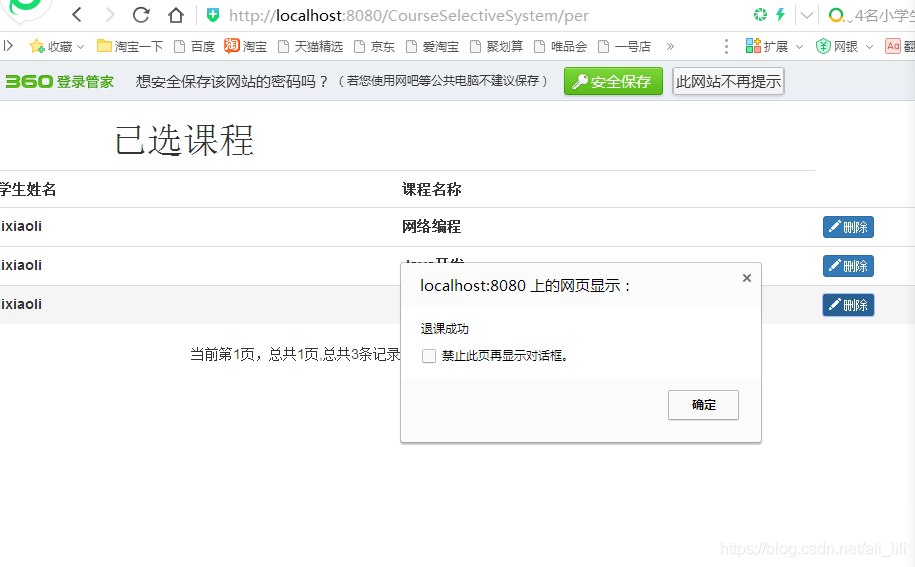 http://localhost:8080/CourseSelectiveSystem/per
4名小学生
收藏 淘宝一下 百度 淘 淘宝 天猫精选 京东 爱淘宝 聚划算 唯品会 一号店 » 扩展 网银 Aa 翻
360 登录管家 想安全保存该网站的密码吗？（若您使用网吧等公共电脑不建议保存） 安全保存 此网站不再提示
已选课程
学生姓名 课程名称
ixiaoli 网络编程 删除
ixiaoli Java开发 删除
ixiaoli 删除
localhost:8080 上的网页显示： ×
退课成功
禁止此页再显示对话框。
确定
当前第1页，总共1页,总共3条记录
https://blog.csdn.net/ali_lili